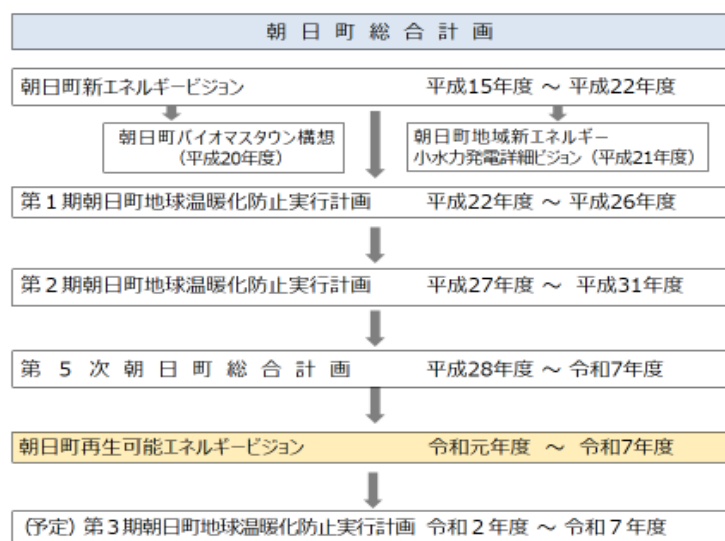 朝日町総合計画
朝日町新エネルギービジョン 平成15年度 ～ 平成22年度
朝日町バイオマスタウン構想
（平成20年度）
朝日町地域新エネルギー
小水力発電詳細ビジョン（平成21年度）
第１期朝日町地球温暖化防止実行計画 平成22年度 ～ 平成26年度
第２期朝日町地球温暖化防止実行計画 平成27年度 ～ 平成31年度
第５次朝日町総合計画 平成28年度 ～ 令和7年度
朝日町再生可能エネルギービジョン 令和元年度 ～ 令和7年度
(予定) 第３期朝日町地球温暖化防止実行計画 令和２年度 ～ 令和７年度